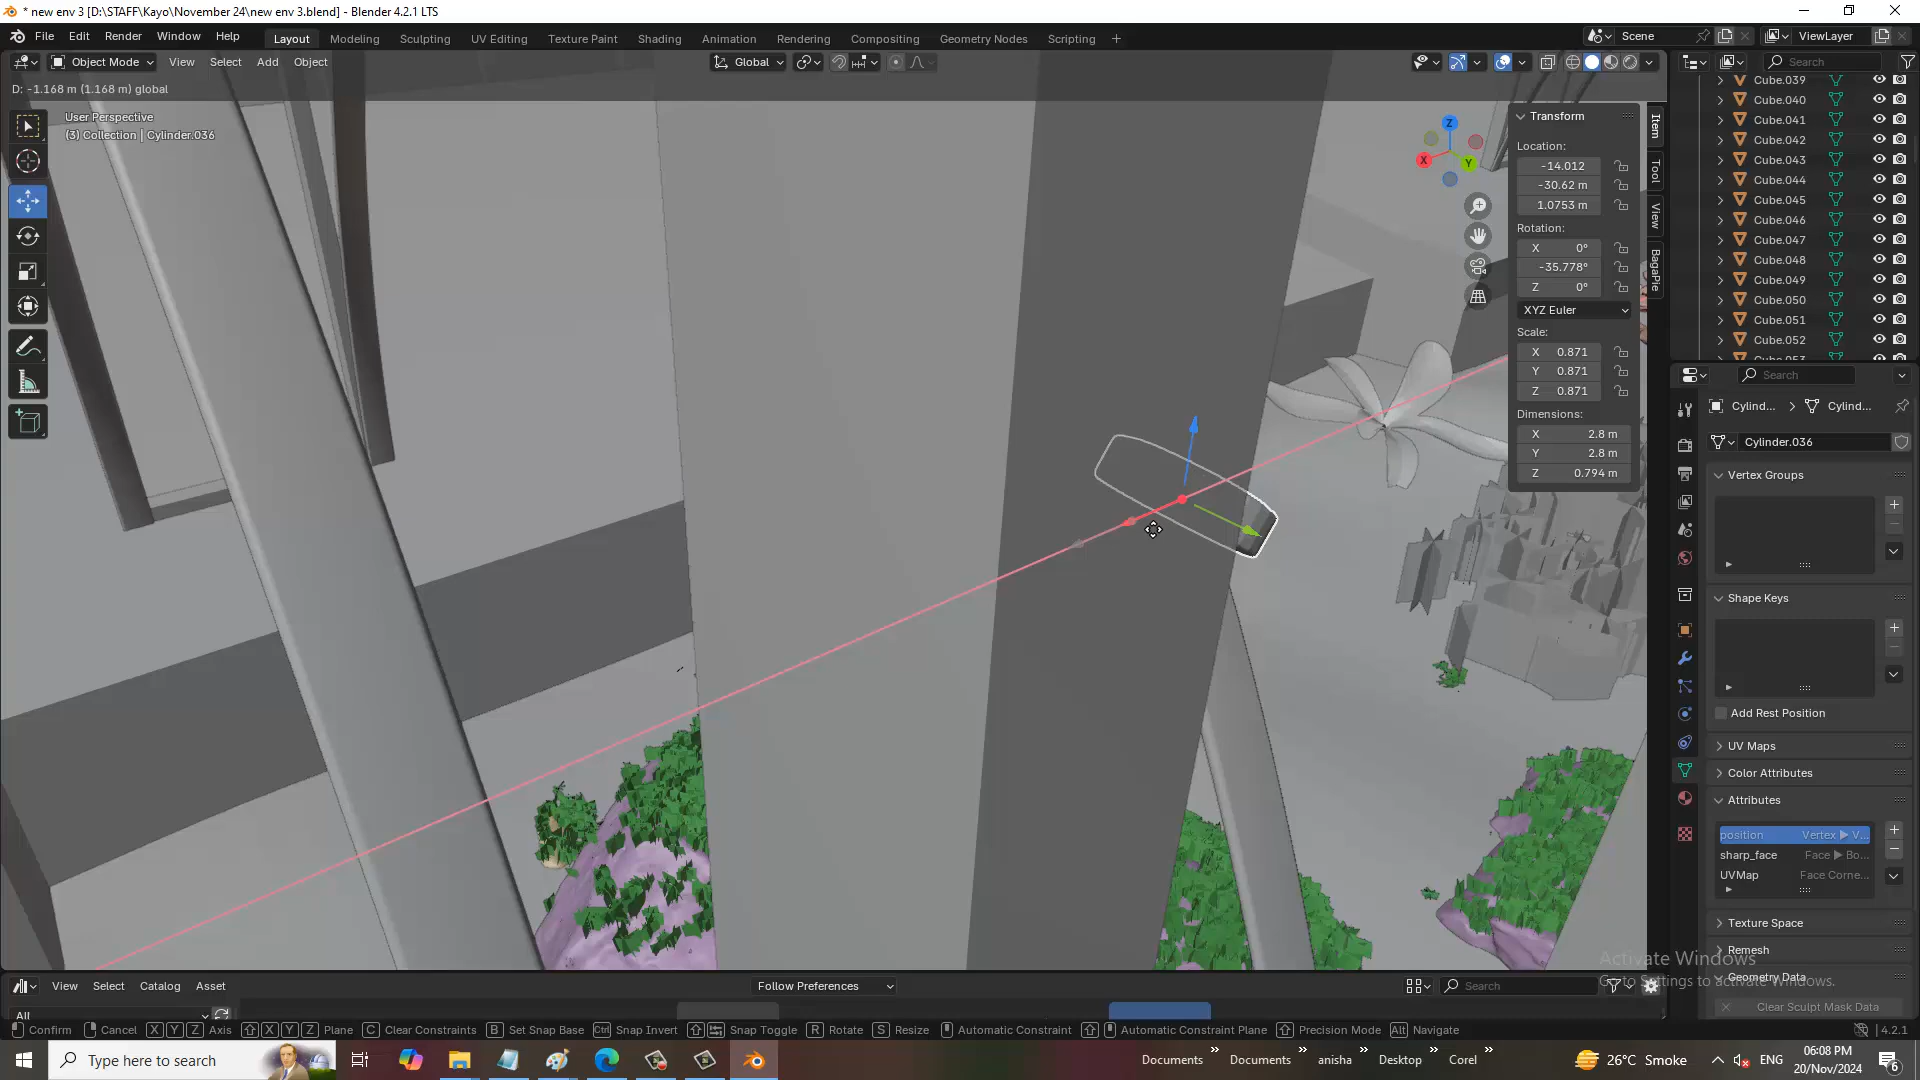 * new env 3 [D:\STAFF\Kayo\November 24\new env 3.blend] - Blender 4.2.1 LTS
File Edit Render Window Help
Layout Modeling Sculpting UV Editing Texture Paint Shading Animation Rendering Compositing Geometry Nodes Scripting +
Scene
ViewLayer
Object Mode View Select Add Object
Global
Search
D: -1.168 m (1.168 m) global
User Perspective
(3) Collection | Cylinder.036
Z
X
Y
Transform
Location:
-14.012
-30.62 m
1.0753 m
Rotation:
X 0°
-35.778°
Z 0°
XYZ Euler
Scale:
X 0.871
Y 0.871
Z 0.871
Dimensions:
X 2.8 m
Y 2.8 m
Z 0.794 m
Item
Tool
View
BagaPie
Cube.039
Cube.040
Cube.041
Cube.042
Cube.043
Cube.044
Cube.045
Cube.046
Cube.047
Cube.048
Cube.049
Cube.050
Cube.051
Cube.052
Cube.053
Search
Cylind... > Cylind...
Cylinder.036
Vertex Groups
Shape Keys
Add Rest Position
UV Maps
Color Attributes
Attributes
position Vertex ▶ V...
sharp_face Face ▶ Bo...
UVMap Face Corne...
Texture Space
Remesh
Geometry Data
Clear Sculpt Mask Data
Activate Windows
Go to Settings to activate Windows.
View Select Catalog Asset
Follow Preferences
Search
All
Confirm Cancel X Y Z Axis X Y Z Plane C Clear Constraints B Set Snap Base Ctrl Snap Invert Snap Toggle R Rotate S Resize Automatic Constraint Automatic Constraint Plane Precision Mode Alt Navigate
4.2.1
Type here to search
Documents Documents anisha Desktop Corel
26°C Smoke
ENG
06:08 PM
20/Nov/2024
6